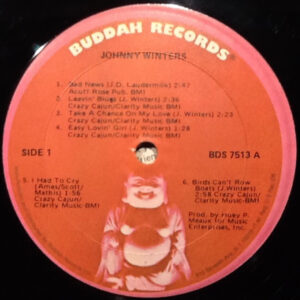 BUDDAH RECORDS
JOHNNY WINTERS
1. Bad News (J.D. Laudermilk) 2:47
Acuff Rose Pub. BMI
2. Leavin' Blues (J. Winters) 2:36
Crazy Cajun/Clarity Music BMI
3. Take A Chance On My Love (J. Winters) 2:23
Crazy Cajun/Clarity Music-BMI
4. Easy Lovin' Girl (J. Winters) 1:28
Crazy Cajun/Clarity Music-BMI
SIDE 1
BDS 7513 A
5. I Had To Cry
(Ames/Scott/
Mathis) 1:56
Crazy Cajun/
Clarity Music-BMI
6. Birds Can't Row
Boats (J. Winters)
2:58 Crazy Cajun/
Clarity Music-BMI
Prod. by Huey P.
Meaux for Music
Enterprises, Inc.